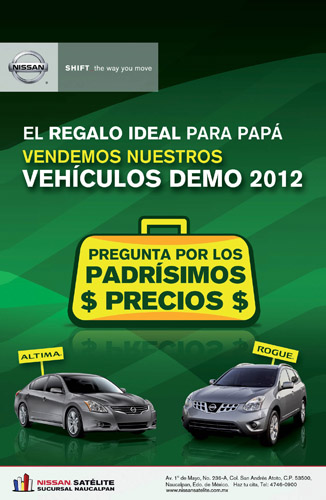 NISSAN
SHIFT_ the way you move
EL REGALO IDEAL PARA PAPÁ
VENDEMOS NUESTROS
VEHÍCULOS DEMO 2012
PREGUNTA POR LOS
PADRÍSIMOS
$ PRECIOS $
ALTIMA.
ROGUE.
NISSAN SATÉLITE
SUCURSAL NAUCALPAN
Av. 1° de Mayo, No. 236-A, Col. San Andrés Atoto, C.P. 53500,
Naucalpan, Edo. de México. Haz tu cita, Tel: 4746-0900
www.nissansatelite.com.mx